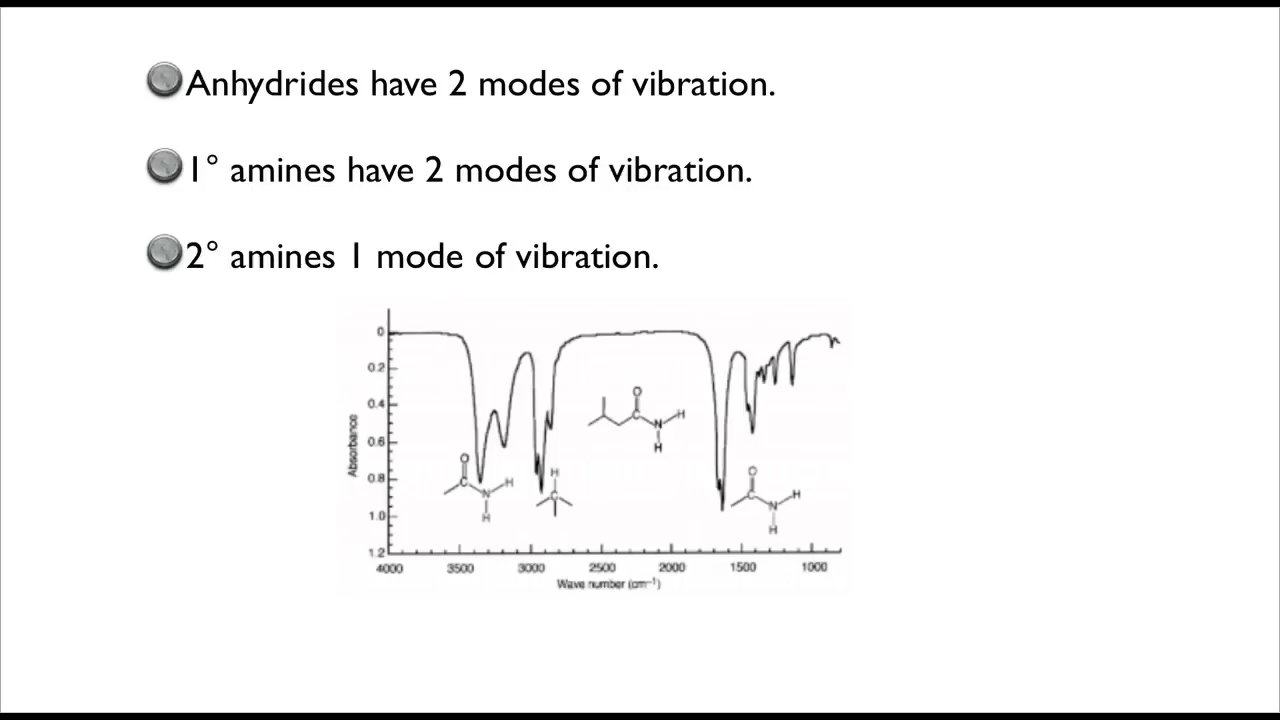 Anhydrides have 2 modes of vibration.
1° amines have 2 modes of vibration.
2° amines 1 mode of vibration.
0
0.2
0.4
0.6
0.8
1.0
1.2
Absorbance
O
C
N
H
H
H
C
O
C
N
H
H
O
C
N
H
H
4000 3500 3000 2500 2000 1500 1000
Wave number (cm⁻¹)